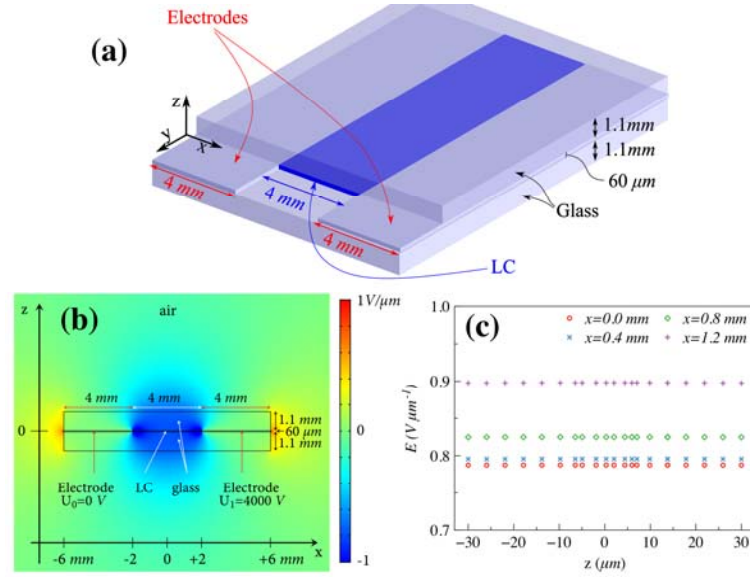 (a)
Electrodes
z
y
x
4 mm
4 mm
4 mm
1.1mm
1.1mm
60 μm
Glass
LC
(b)
z
air
1V/μm
4 mm 4 mm 4 mm
1.1 mm
60 μm
1.1 mm
0
Electrode LC glass Electrode
U0=0 V U1=4000 V
x
-6 mm -2 0 +2 +6 mm
-1
(c)
x=0.0 mm x=0.8 mm
x=0.4 mm x=1.2 mm
1.0
0.9
0.8
0.7
E (V μm-1)
-30 -20 -10 0 10 20 30
z (μm)